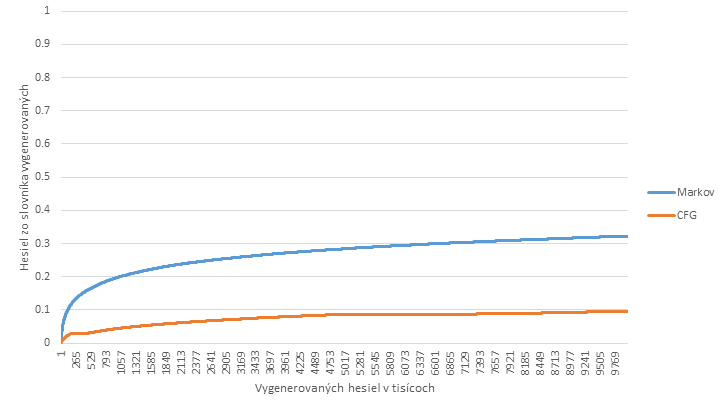 1
0.9
0.8
0.7
0.6
0.5
0.4
0.3
0.2
0.1
0
Hesiel zo slovníka vygenerovaných
1 265 529 793 1057 1321 1585 1849 2113 2377 2641 2905 3169 3433 3697 3961 4225 4489 4753 5017 5281 5545 5809 6073 6337 6601 6865 7129 7393 7657 7921 8185 8449 8713 8977 9241 9505 9769
Vygenerovaných hesiel v tisícoch
Markov
CFG